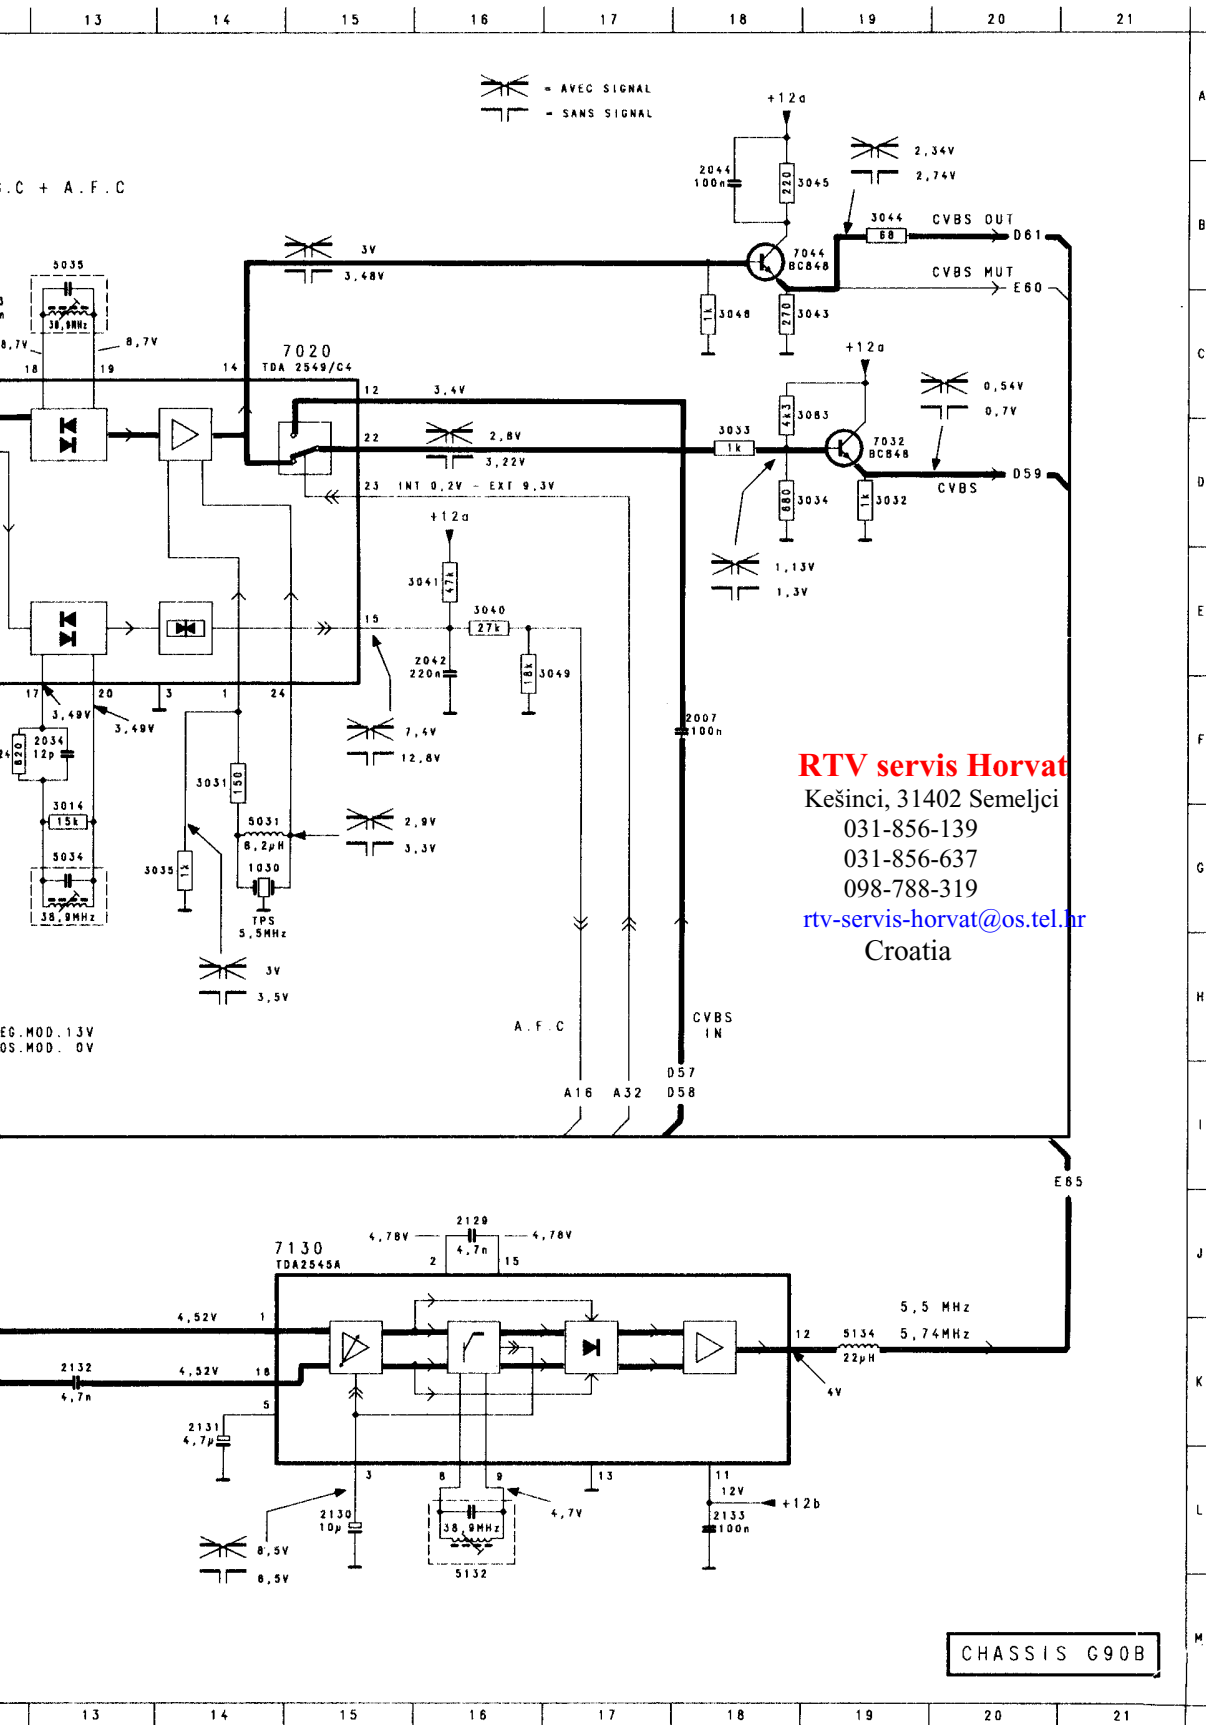 13 14 15 16 17 18 19 20 21
A
= AVEC SIGNAL
= SANS SIGNAL
+12a
2044
100n
220
3045
2,34V
2,74V
.C + A.F.C
B
3044
68
CVBS OUT
D61
3V
3,48V
7044
BC848
CVBS MUT
E60
5035
38,9MHz
8,7V
8,7V
18
19
14
7020
TDA 2549/C4
1k
3048
270
3043
+12a
C
12
3,4V
0,54V
0,7V
22
2,8V
3,22V
3033
1k
4k3
3083
7032
BC848
23
INT 0,2V - EXT 9,3V
680
3034
1k
3032
CVBS
D59
D
+12a
3041
47k
1,13V
1,3V
E
15
3040
27k
2042
220n
18k
3049
17
20
3
1
24
3,49V
3,49V
2034
12p
820
24
7,4V
12,8V
2007
100n
F
RTV servis Horvat
Kešinci, 31402 Semeljci
031-856-139
031-856-637
098-788-319
rtv-servis-horvat@os.tel.hr
Croatia
3031
150
3014
15k
5031
6,2µH
2,9V
3,3V
5034
38,9MHz
3035
1k
1030
TPS
5,5MHz
G
3V
3,5V
H
EG.MOD.13V
OS.MOD. 0V
A.F.C
CVBS
IN
D57
D58
A16
A32
I
E65
J
7130
TDA2545A
4,78V
2129
4,7n
4,78V
2
15
4,52V
1
5,5 MHz
5,74MHz
12
5134
22µH
2132
4,7n
4,52V
16
4V
K
5
2131
4,7µ
3
8
9
13
11
12V
+12b
2130
10µ
38,9MHz
4,7V
2133
100n
L
8,5V
8,5V
5132
M
CHASSIS G90B
13 14 15 16 17 18 19 20 21